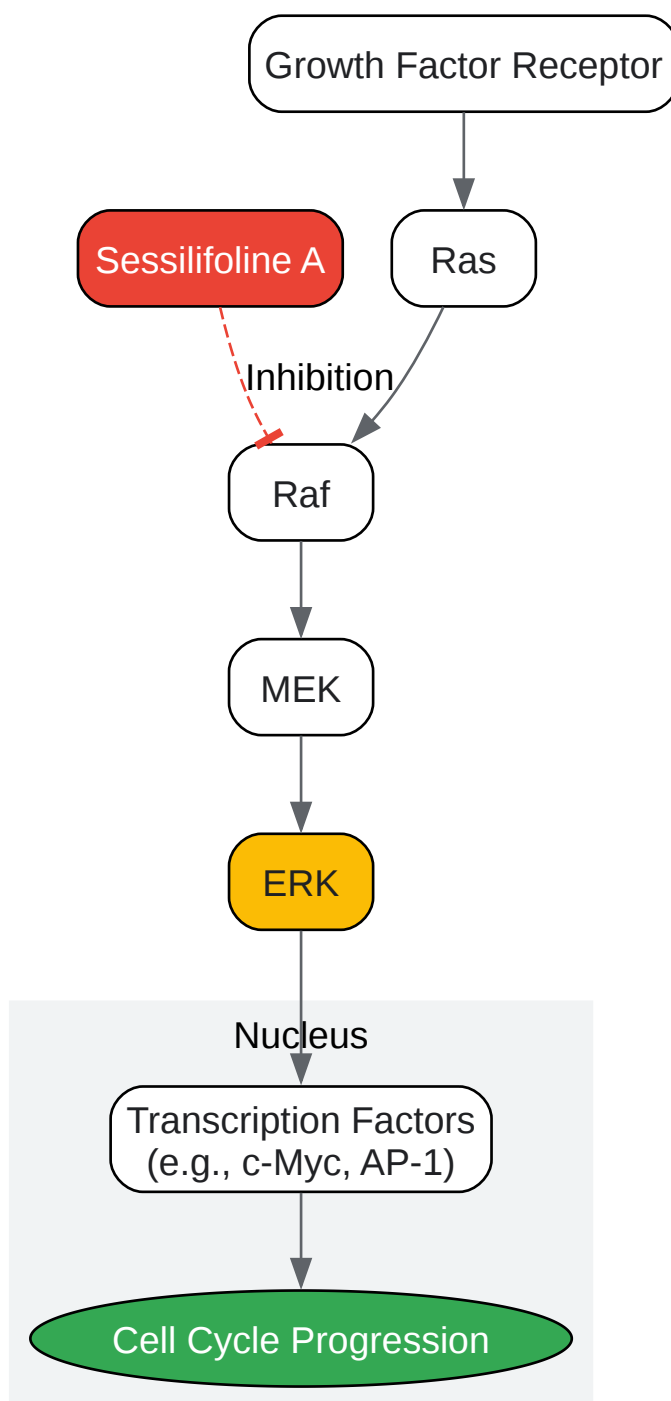 Growth Factor Receptor
Sessilifoline A
Ras
Inhibition
Raf
MEK
ERK
Nucleus
Transcription Factors
(e.g., c-Myc, AP-1)
Cell Cycle Progression